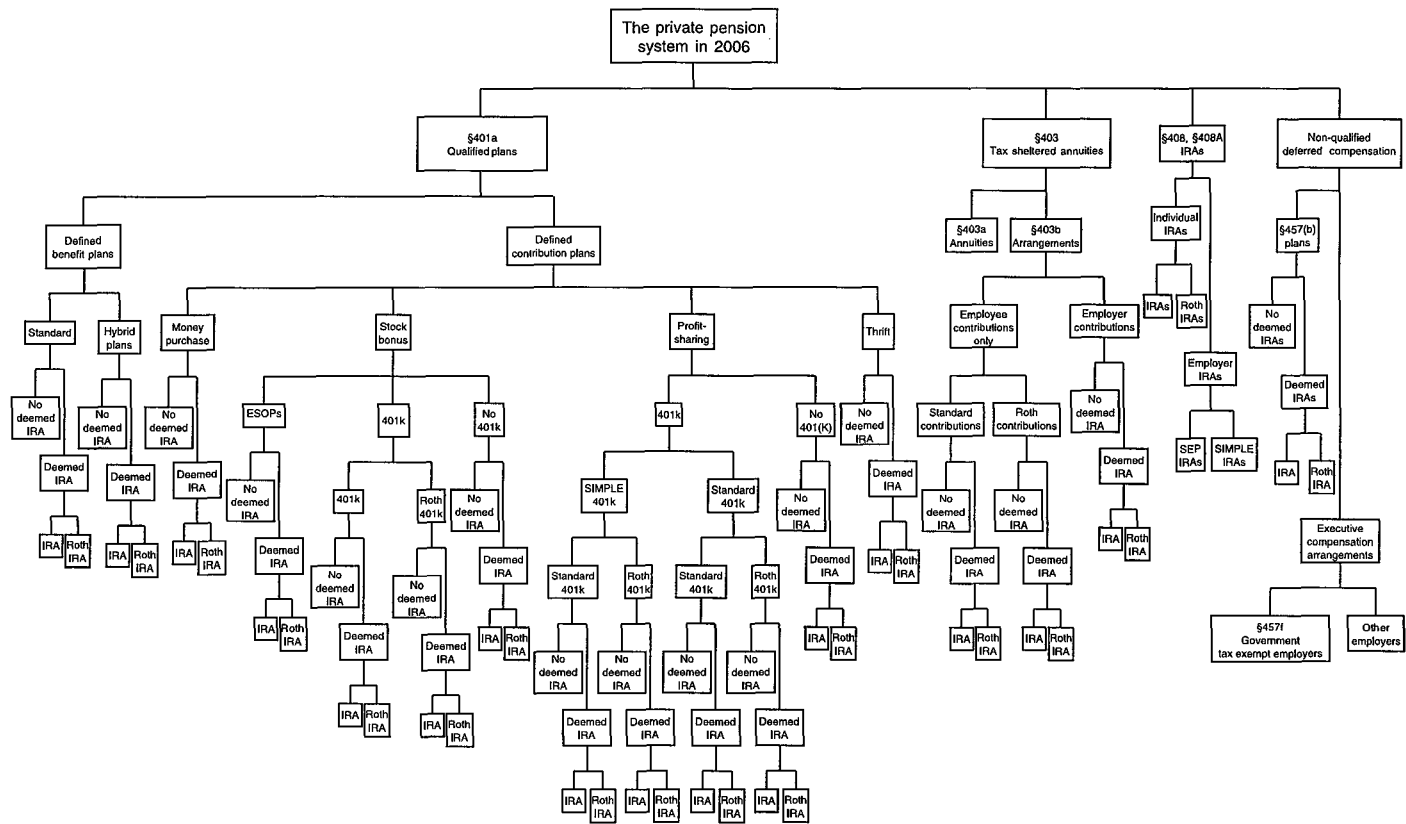 The private pension
system in 2006
§401a
Qualified plans
§403
Tax sheltered annuities
§408, §408A
IRAs
Non-qualified
deferred compensation
Defined
benefit plans
Defined
contribution plans
§403a
Annuities
§403b
Arrangements
Individual
IRAs
§457(b)
plans
IRAs
Roth
IRAs
No
deemed
IRAs
Standard
Hybrid
plans
Money
purchase
Stock
bonus
Profit-
sharing
Thrift
Employee
contributions
only
Employer
contributions
Employer
IRAs
Deemed
IRAs
No
deemed
IRA
No
deemed
IRA
No
deemed
IRA
ESOPs
401k
No
401k
401k
No
401(K)
No
deemed
IRA
Standard
contributions
Roth
contributions
No
deemed
IRA
SEP
IRAs
SIMPLE
IRAs
IRA
Roth
IRA
Deemed
IRA
Deemed
IRA
Deemed
IRA
No
deemed
IRA
401k
Roth
401k
No
deemed
IRA
SIMPLE
401k
Standard
401k
No
deemed
IRA
Deemed
IRA
No
deemed
IRA
No
deemed
IRA
Deemed
IRA
Executive
compensation
arrangements
IRA
Roth
IRA
IRA
Roth
IRA
IRA
Roth
IRA
Deemed
IRA
No
deemed
IRA
No
deemed
IRA
Deemed
IRA
Standard
401k
Roth
401k
Standard
401k
Roth
401k
Deemed
IRA
IRA
Roth
IRA
Deemed
IRA
Deemed
IRA
IRA
Roth
IRA
IRA
Roth
IRA
Deemed
IRA
Deemed
IRA
IRA
Roth
IRA
No
deemed
IRA
No
deemed
IRA
No
deemed
IRA
No
deemed
IRA
IRA
Roth
IRA
IRA
Roth
IRA
IRA
Roth
IRA
§457f
Government
tax exempt employers
Other
employers
IRA
Roth
IRA
IRA
Roth
IRA
Deemed
IRA
Deemed
IRA
Deemed
IRA
Deemed
IRA
IRA
Roth
IRA
IRA
Roth
IRA
IRA
Roth
IRA
IRA
Roth
IRA